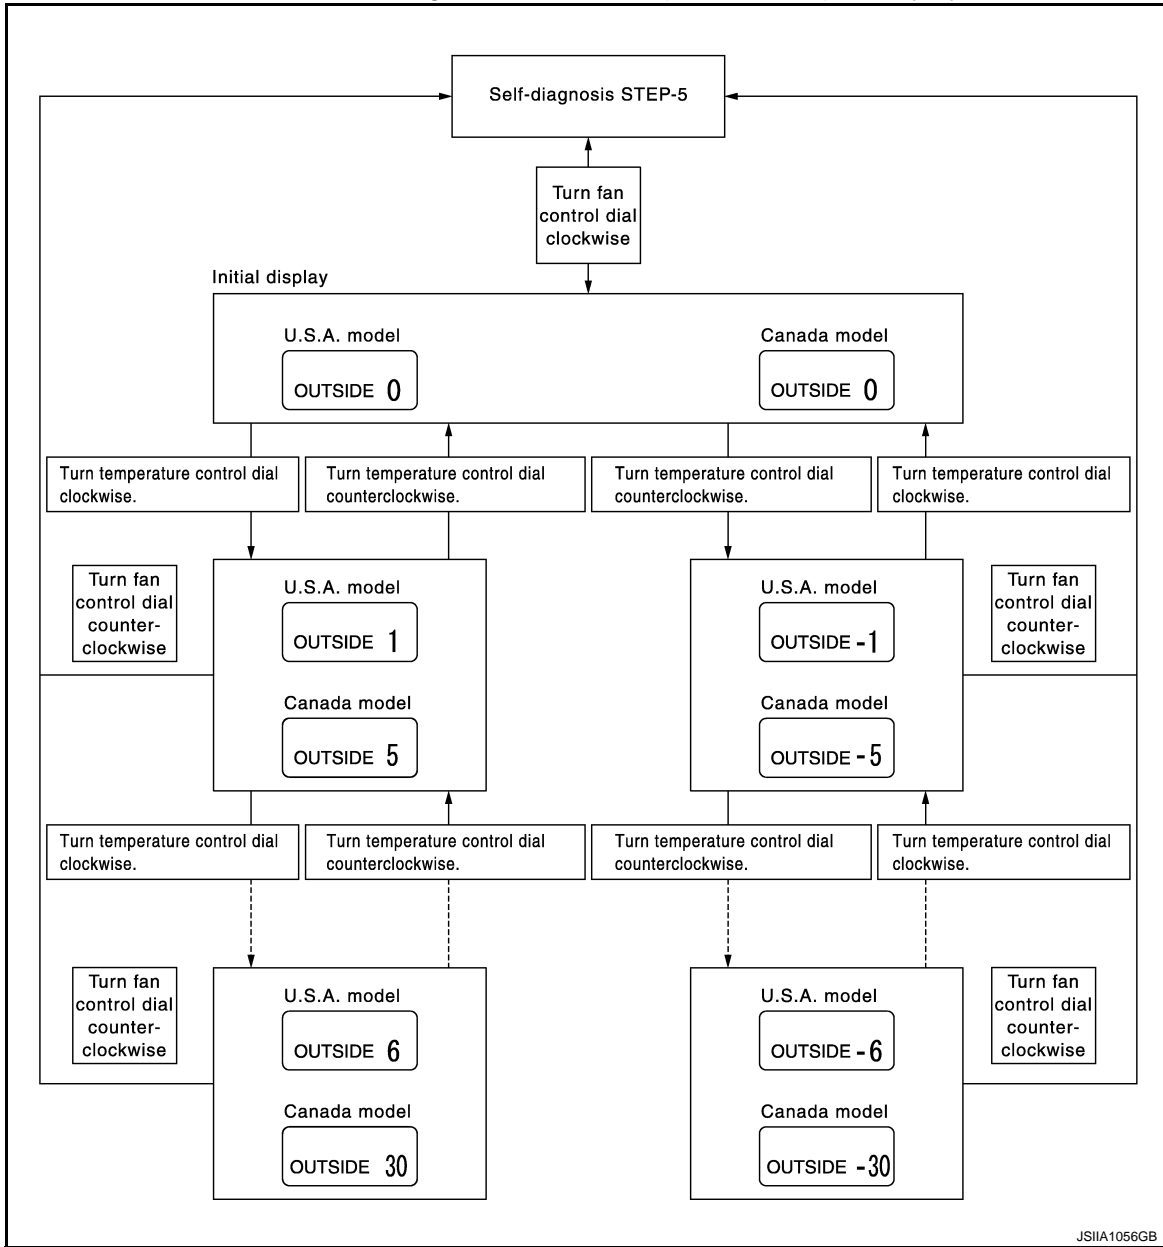 Self-diagnosis STEP-5
Turn fan
control dial
clockwise
Initial display
U.S.A. model
OUTSIDE 0
Canada model
OUTSIDE 0
Turn temperature control dial
clockwise.
Turn temperature control dial
counterclockwise.
Turn temperature control dial
counterclockwise.
Turn temperature control dial
clockwise.
Turn fan
control dial
counter-
clockwise
U.S.A. model
OUTSIDE 1
Canada model
OUTSIDE 5
U.S.A. model
OUTSIDE -1
Canada model
OUTSIDE -5
Turn fan
control dial
counter-
clockwise
Turn temperature control dial
clockwise.
Turn temperature control dial
counterclockwise.
Turn temperature control dial
counterclockwise.
Turn temperature control dial
clockwise.
Turn fan
control dial
counter-
clockwise
U.S.A. model
OUTSIDE 6
Canada model
OUTSIDE 30
U.S.A. model
OUTSIDE -6
Canada model
OUTSIDE -30
Turn fan
control dial
counter-
clockwise
JSIIA1056GB